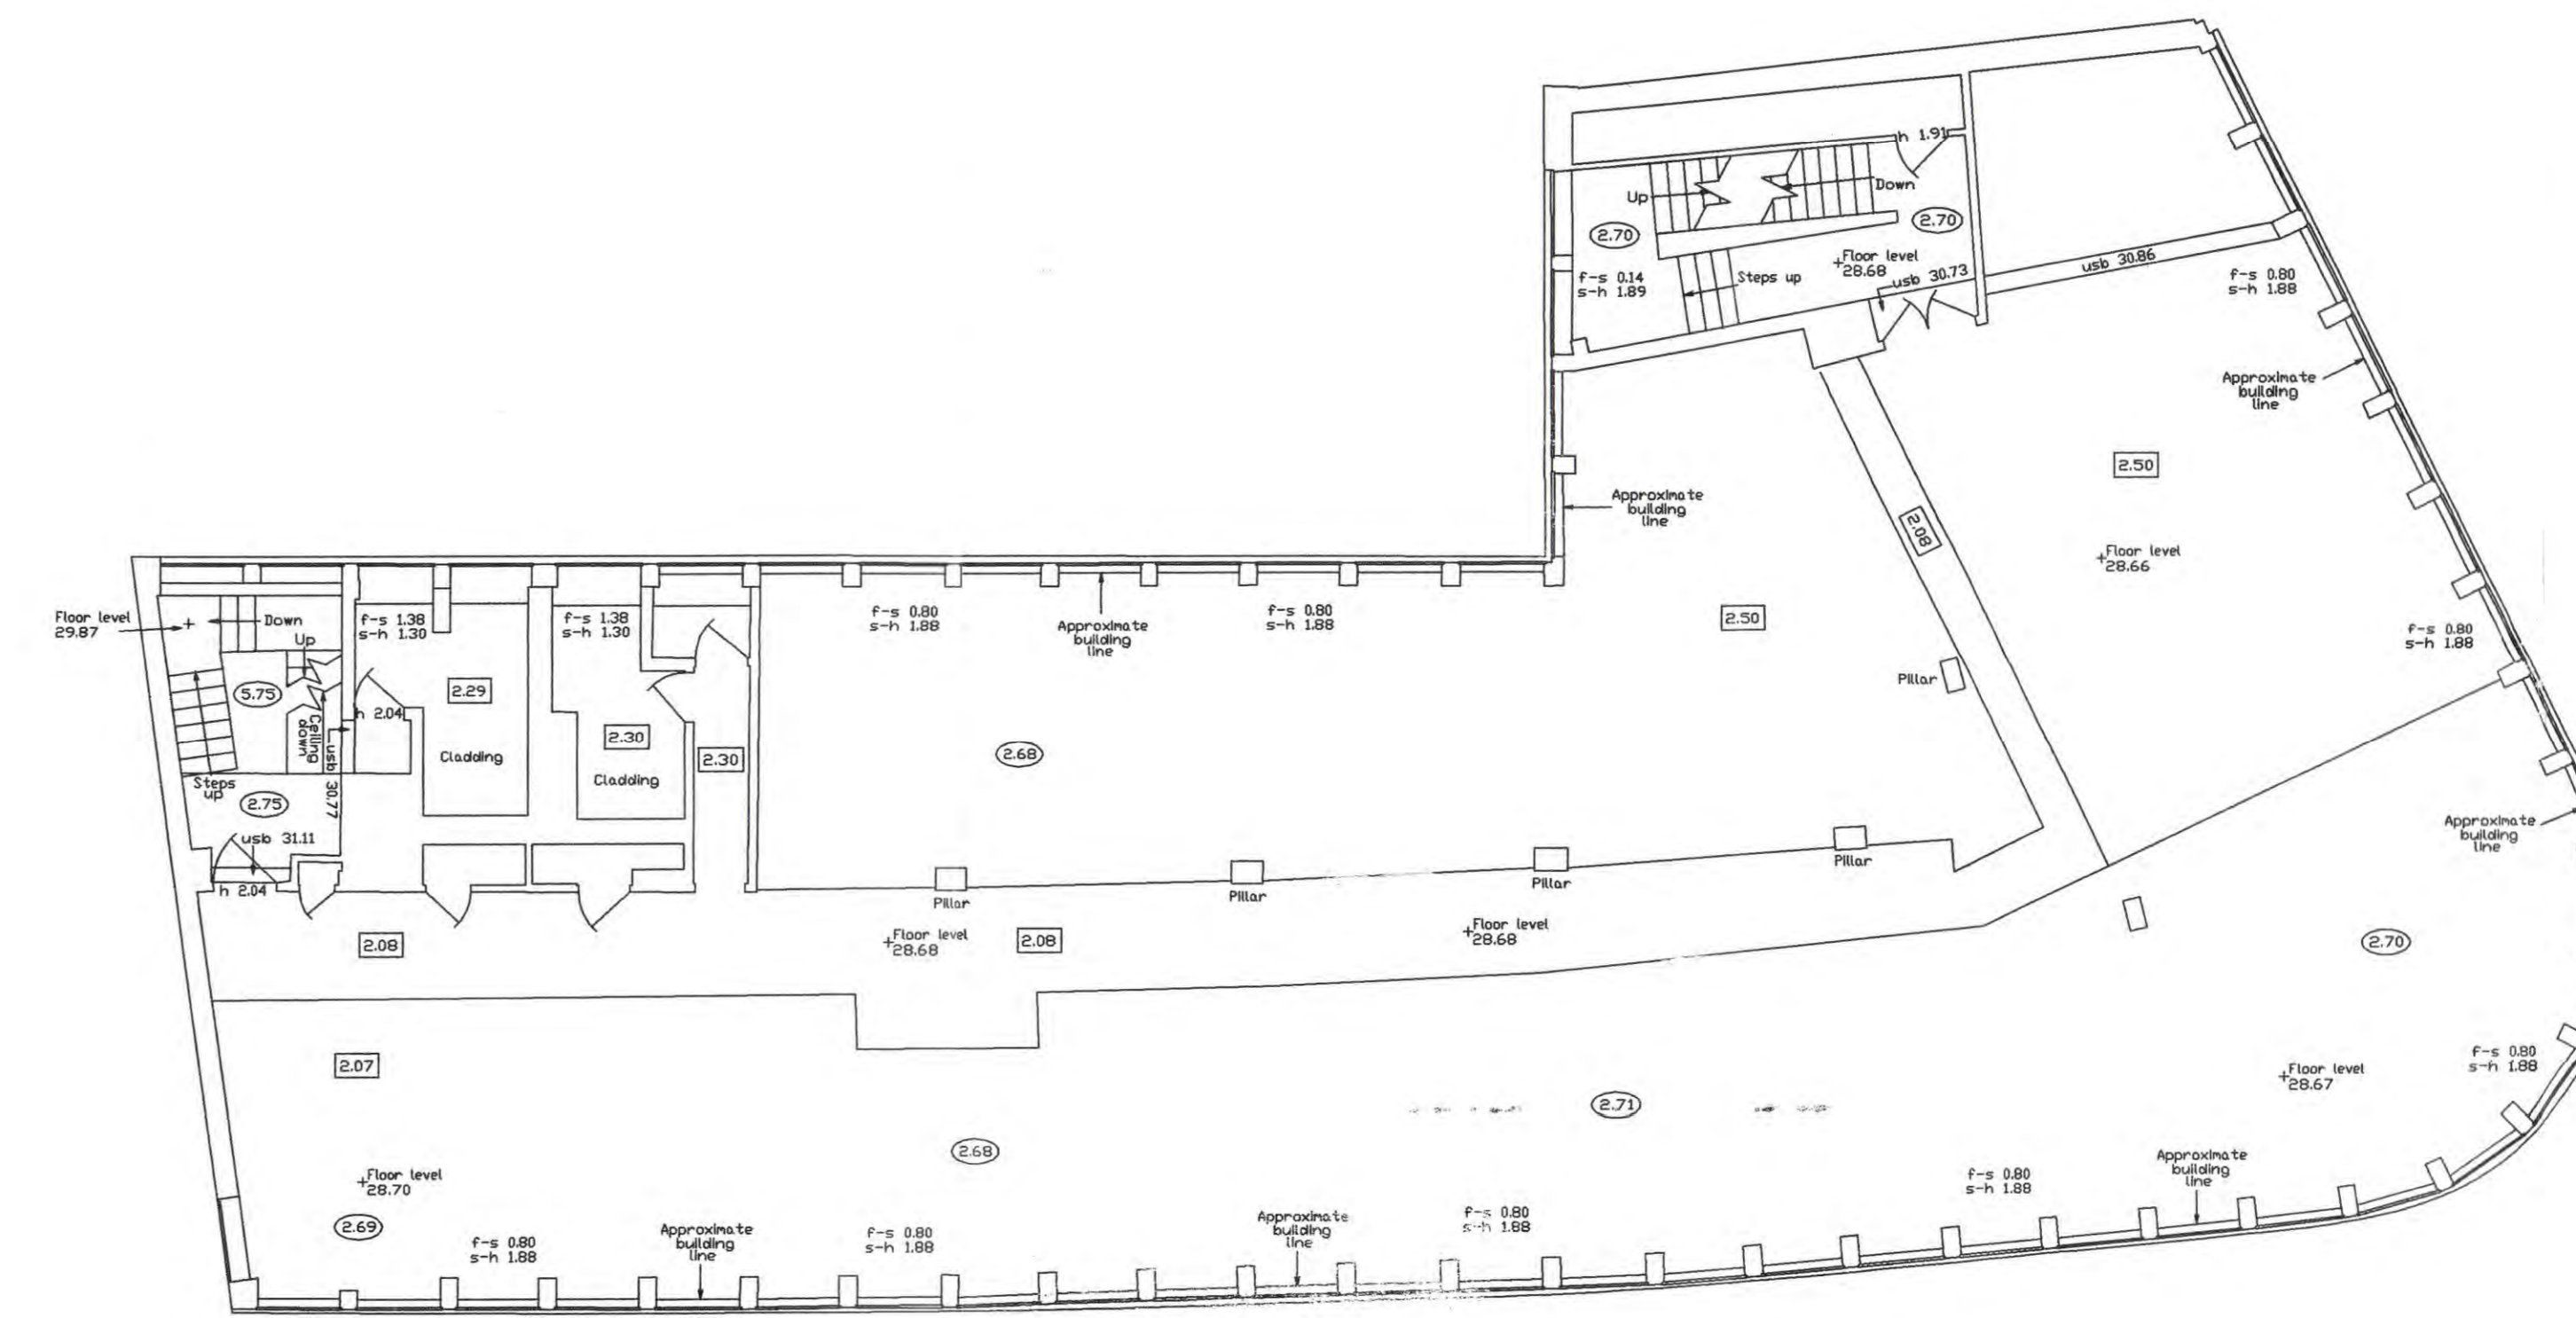 h 1.91
Up
Down
2.70
2.70
f-s 0.14
s-h 1.89
Steps up
Floor level
28.68
usb 30.73
usb 30.86
f-s 0.80
s-h 1.88
Approximate
building
line
2.50
Approximate
building
line
2.08
Floor level
28.66
Floor level
29.87
Down
Up
f-s 1.38
s-h 1.30
f-s 1.38
s-h 1.30
f-s 0.80
s-h 1.88
Approximate
building
line
f-s 0.80
s-h 1.88
2.50
f-s 0.80
s-h 1.88
5.75
2.29
h 2.04
Ceiling
down
usb 30.77
2.30
2.30
Cladding
Cladding
2.68
Pillar
Steps
up
2.75
usb 31.11
h 2.04
Approximate
building
line
Pillar
Pillar
Pillar
Pillar
2.08
Floor level
28.68
2.08
Floor level
28.68
2.70
2.07
f-s 0.80
s-h 1.88
Floor level
28.67
2.71
2.68
Floor level
28.70
2.69
f-s 0.80
s-h 1.88
Approximate
building
line
f-s 0.80
s-h 1.88
Approximate
building
line
f-s 0.80
s-h 1.88
f-s 0.80
s-h 1.88
Approximate
building
line